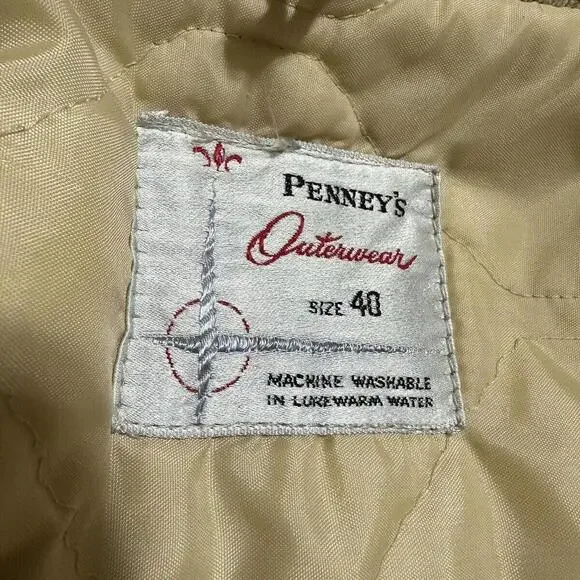 PENNEY'S
Outerwear
SIZE 40
MACHINE WASHABLE
IN LUKEWARM WATER